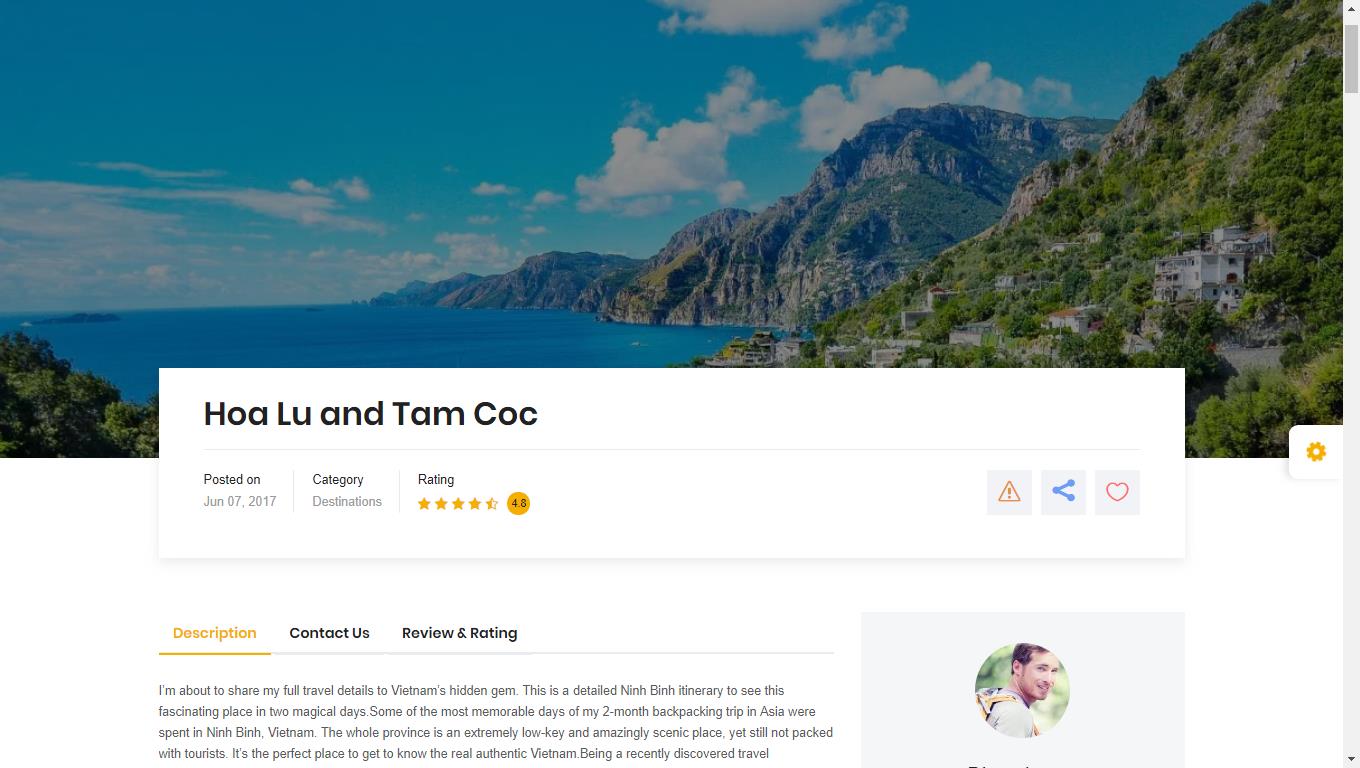 Hoa Lu and Tam Coc
Posted on
Jun 07, 2017
Category
Destinations
Rating
4.8
Description
Contact Us
Review & Rating
I’m about to share my full travel details to Vietnam’s hidden gem. This is a detailed Ninh Binh itinerary to see this
fascinating place in two magical days.Some of the most memorable days of my 2-month backpacking trip in Asia were
spent in Ninh Binh, Vietnam. The whole province is an extremely low-key and amazingly scenic place, yet still not packed
with tourists. It’s the perfect place to get to know the real authentic Vietnam.Being a recently discovered travel